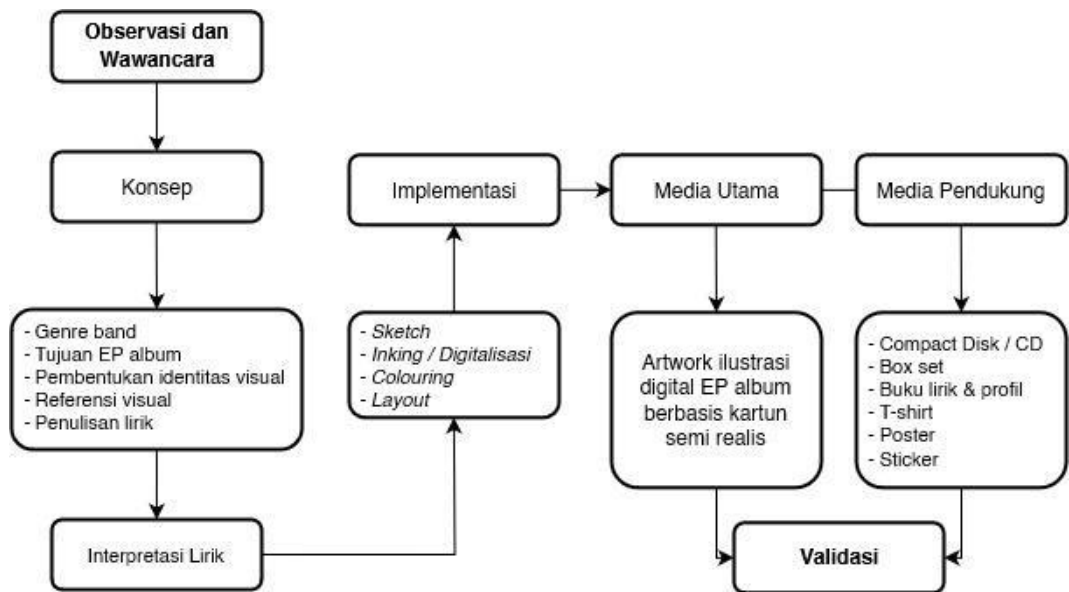 Observasi dan
Wawancara
Konsep
- Genre band
- Tujuan EP album
- Pembentukan identitas visual
- Referensi visual
- Penulisan lirik
Interpretasi Lirik
- Sketch
- Inking / Digitalisasi
- Colouring
- Layout
Implementasi
Media Utama
Media Pendukung
Artwork ilustrasi
digital EP album
berbasis kartun
semi realis
- Compact Disk / CD
- Box set
- Buku lirik & profil
- T-shirt
- Poster
- Sticker
Validasi